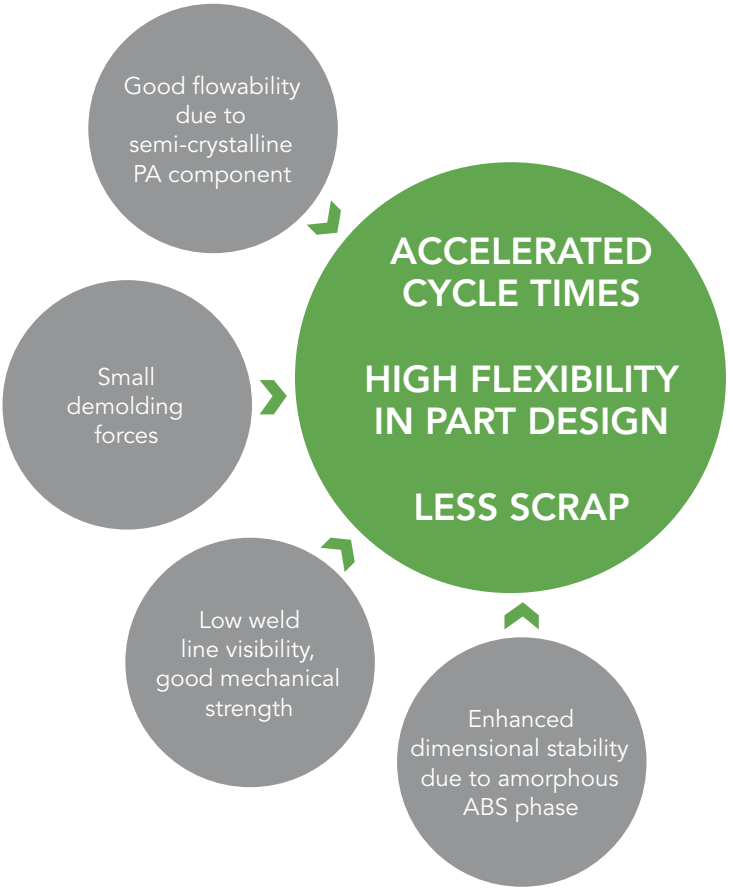 Good flowability
due to
semi-crystalline
PA component
ACCELERATED
CYCLE TIMES
HIGH FLEXIBILITY
IN PART DESIGN
LESS SCRAP
Small
demolding
forces
Low weld
line visibility,
good mechanical
strength
Enhanced
dimensional stability
due to amorphous
ABS phase